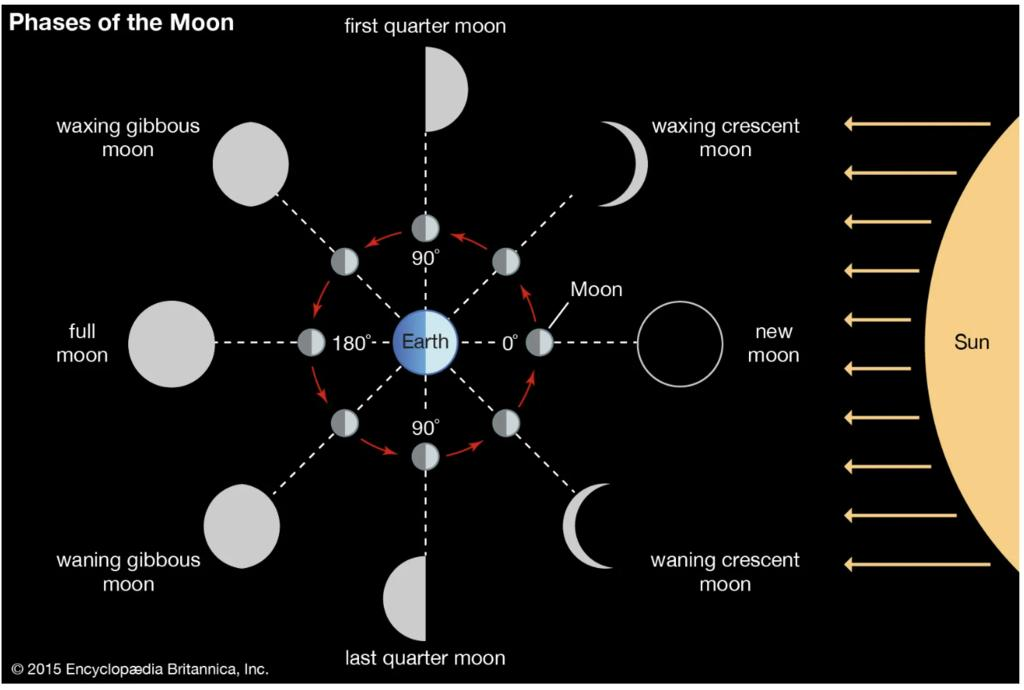 Phases of the Moon
first quarter moon
waxing gibbous
moon
waxing crescent
moon
90°
Moon
full
moon
180°
Earth
0°
new
moon
Sun
90°
waning gibbous
moon
waning crescent
moon
last quarter moon
© 2015 Encyclopædia Britannica, Inc.